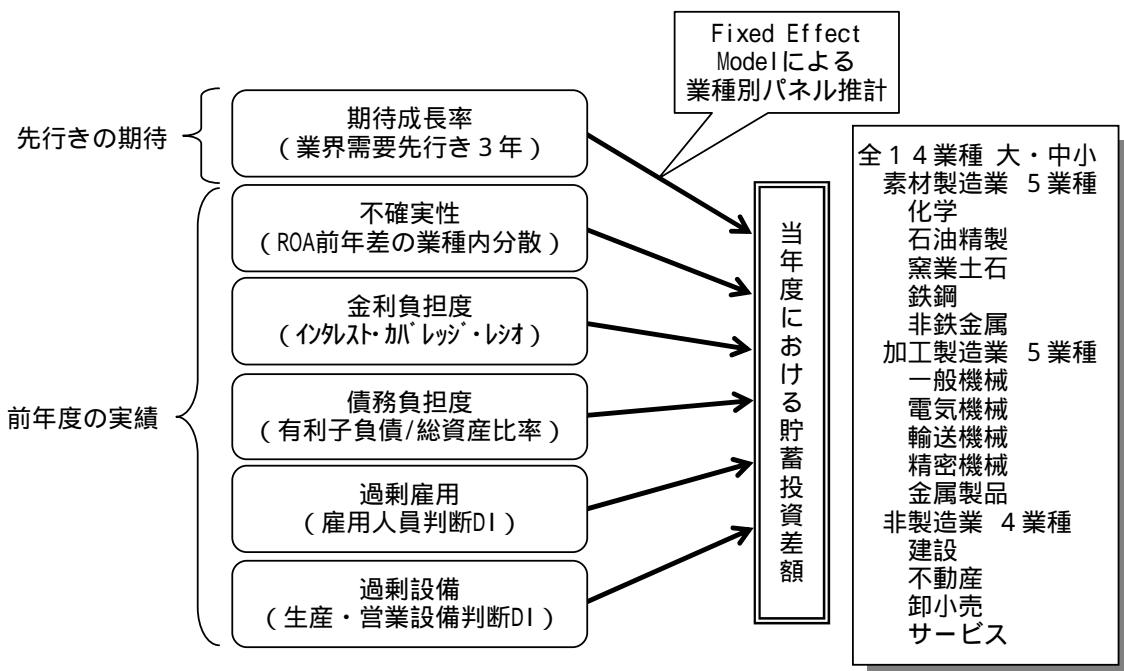 Fixed Effect
Modelによる
業種別パネル推計
先行きの期待
期待成長率
（業界需要先行き３年）
前年度の実績
不確実性
（ROA前年差の業種内分散）
金利負担度
（ｲﾝﾀﾚｽﾄ･ｶﾊﾞﾚｯｼﾞ･ﾚｼｵ）
債務負担度
（有利子負債/総資産比率）
過剰雇用
（雇用人員判断DI）
過剰設備
（生産・営業設備判断DI）
当年度における貯蓄投資差額
全１４業種 大・中小
素材製造業 ５業種
化学
石油精製
窯業土石
鉄鋼
非鉄金属
加工製造業 ５業種
一般機械
電気機械
輸送機械
精密機械
金属製品
非製造業 ４業種
建設
不動産
卸小売
サービス